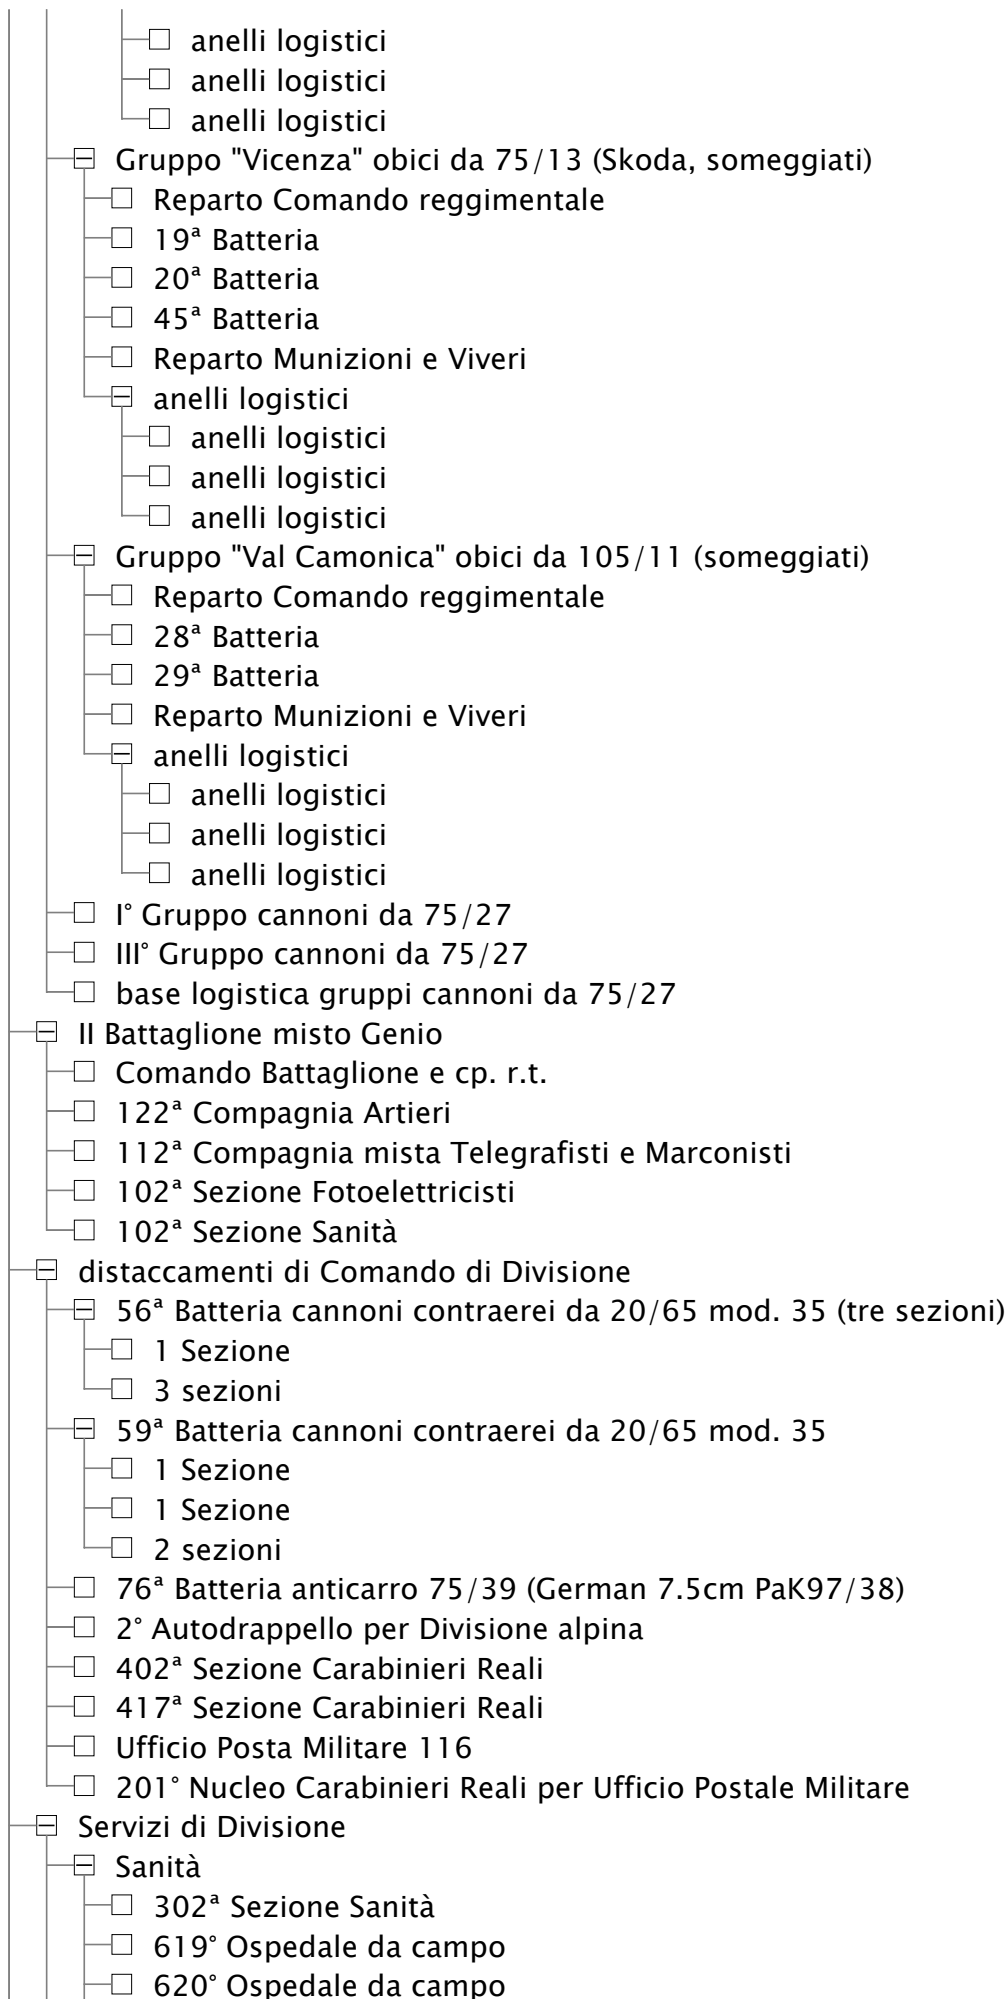 anelli logistici
anelli logistici
anelli logistici
Gruppo "Vicenza" obici da 75/13 (Skoda, someggiati)
Reparto Comando reggimentale
19ª Batteria
20ª Batteria
45ª Batteria
Reparto Munizioni e Viveri
anelli logistici
anelli logistici
anelli logistici
anelli logistici
Gruppo "Val Camonica" obici da 105/11 (someggiati)
Reparto Comando reggimentale
28ª Batteria
29ª Batteria
Reparto Munizioni e Viveri
anelli logistici
anelli logistici
anelli logistici
anelli logistici
I° Gruppo cannoni da 75/27
III° Gruppo cannoni da 75/27
base logistica gruppi cannoni da 75/27
II Battaglione misto Genio
Comando Battaglione e cp. r.t.
122ª Compagnia Artieri
112ª Compagnia mista Telegrafisti e Marconisti
102ª Sezione Fotoelettricisti
102ª Sezione Sanità
distaccamenti di Comando di Divisione
56ª Batteria cannoni contraerei da 20/65 mod. 35 (tre sezioni)
1 Sezione
3 sezioni
59ª Batteria cannoni contraerei da 20/65 mod. 35
1 Sezione
1 Sezione
2 sezioni
76ª Batteria anticarro 75/39 (German 7.5cm PaK97/38)
2° Autodrappello per Divisione alpina
402ª Sezione Carabinieri Reali
417ª Sezione Carabinieri Reali
Ufficio Posta Militare 116
201° Nucleo Carabinieri Reali per Ufficio Postale Militare
Servizi di Divisione
Sanità
302ª Sezione Sanità
619° Ospedale da campo
620° Ospedale da campo